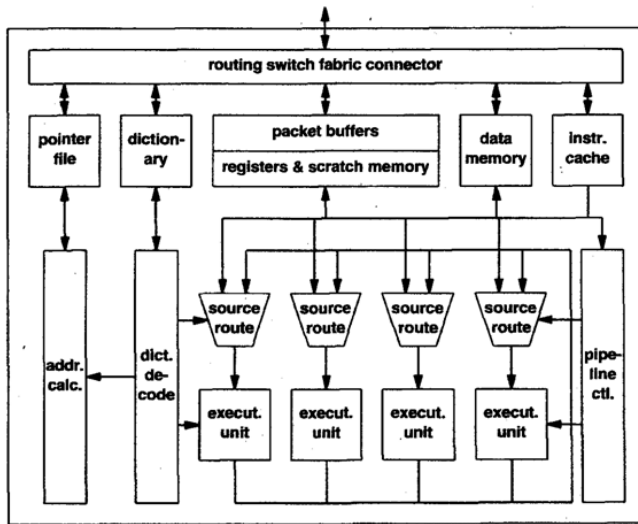 routing switch fabric connector
pointer
file
diction-
ary
packet buffers
registers & scratch memory
data
memory
instr.
cache
source
route
source
route
source
route
source
route
addr.
calc.
dict.
de-
code
pipe-
line
ctl.
execut.
unit
execut.
unit
execut.
unit
execut.
unit